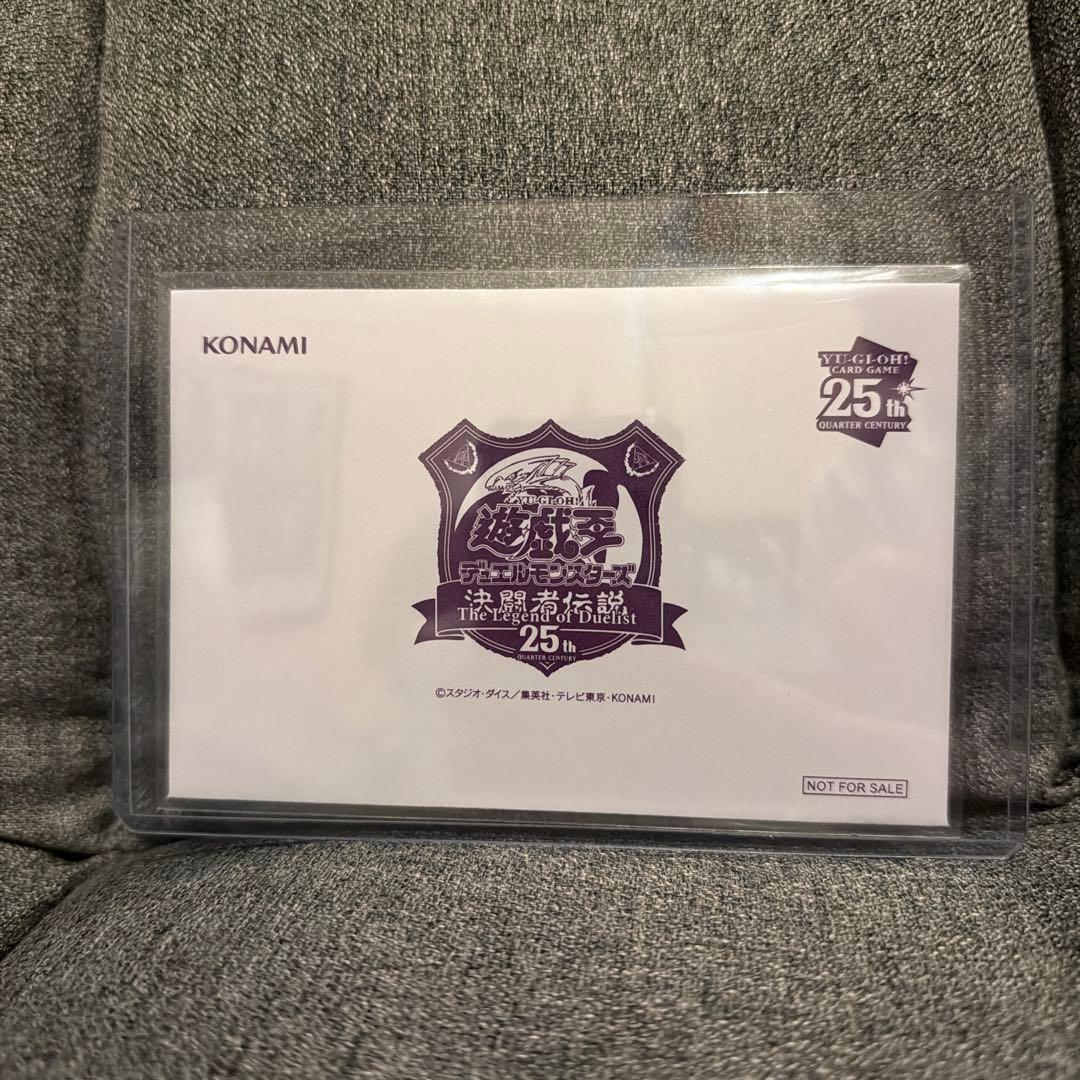 KONAMI
YU-GI-OH!
CARD GAME
25th
QUARTER CENTURY
YU-GI-OH!
遊戯王
デュエルモンスターズ
決闘者伝説
The Legend of Duelist
25th
QUARTER CENTURY
©スタジオ・ダイス／集英社・テレビ東京・KONAMI
NOT FOR SALE